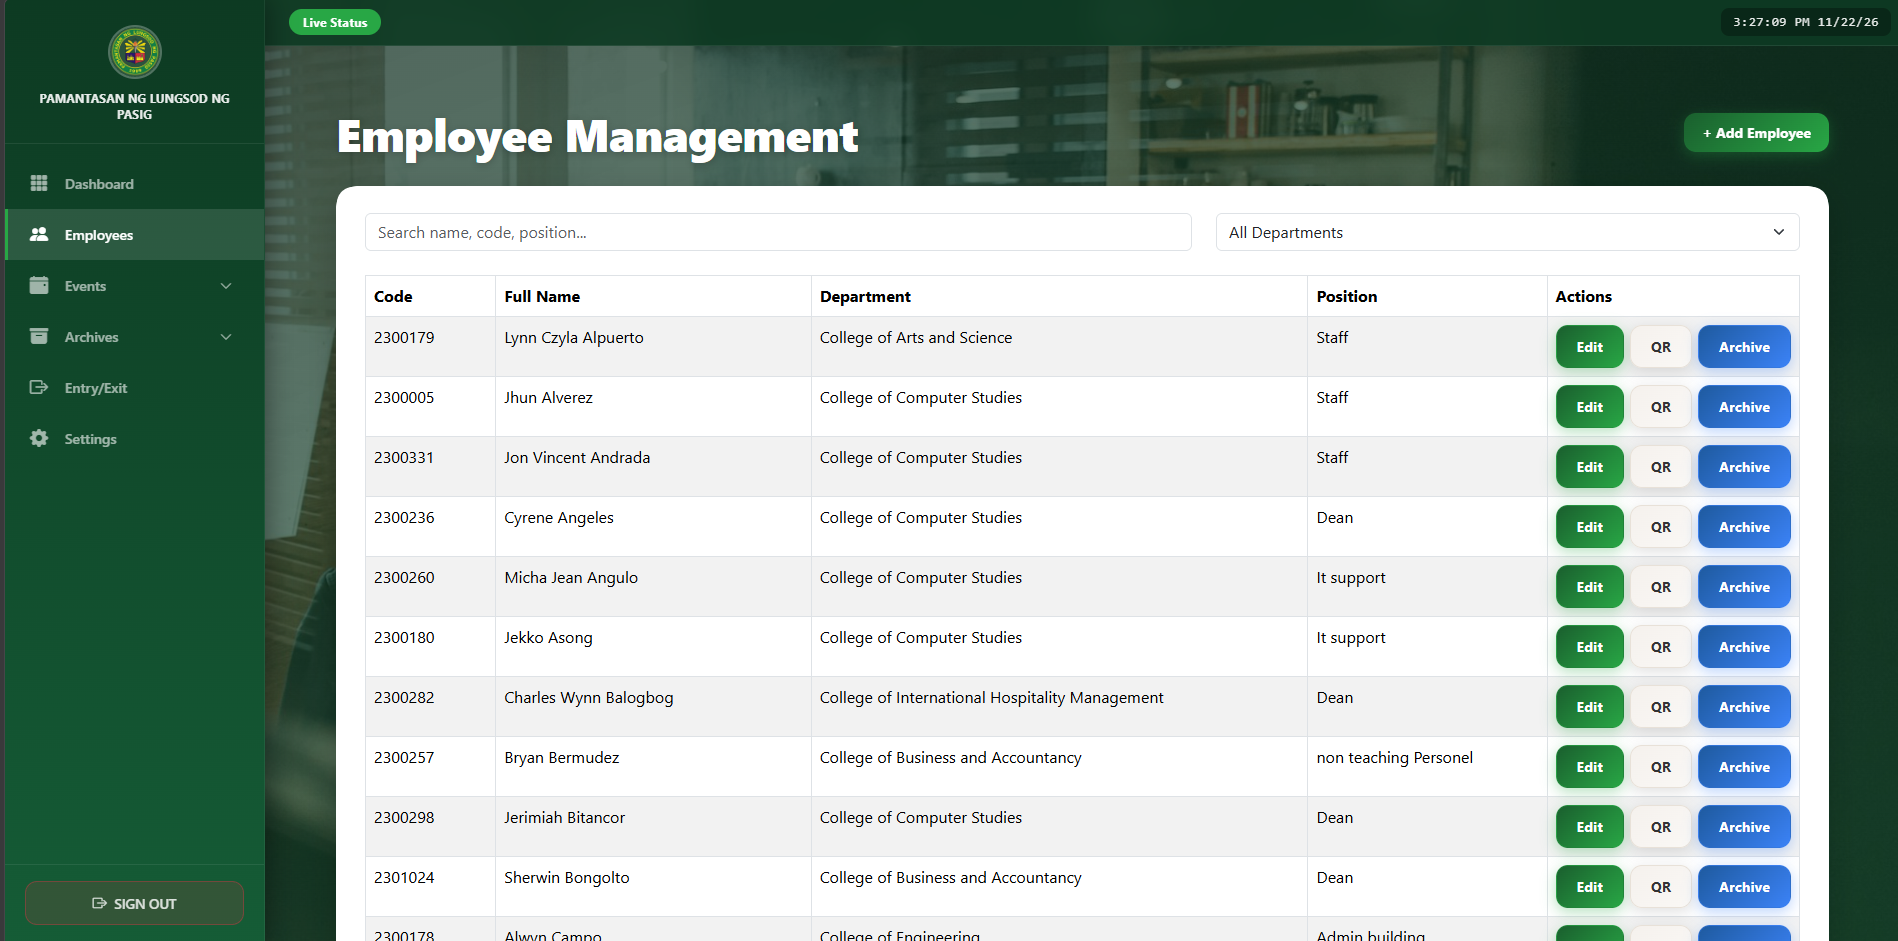 PAMANTASAN NG LUNGSOD NG
PASIG
Dashboard
Employees
Events
Archives
Entry/Exit
Settings
SIGN OUT
Live Status
3:27:09 PM 11/22/26
Employee Management
+ Add Employee
Search name, code, position...
All Departments
Code Full Name Department Position Actions
2300179 Lynn Czyla Alpuerto College of Arts and Science Staff Edit QR Archive
2300005 Jhun Alverez College of Computer Studies Staff Edit QR Archive
2300331 Jon Vincent Andrada College of Computer Studies Staff Edit QR Archive
2300236 Cyrene Angeles College of Computer Studies Dean Edit QR Archive
2300260 Micha Jean Angulo College of Computer Studies It support Edit QR Archive
2300180 Jekko Asong College of Computer Studies It support Edit QR Archive
2300282 Charles Wynn Balogbog College of International Hospitality Management Dean Edit QR Archive
2300257 Bryan Bermudez College of Business and Accountancy non teaching Personel Edit QR Archive
2300298 Jerimiah Bitancor College of Computer Studies Dean Edit QR Archive
2301024 Sherwin Bongolto College of Business and Accountancy Dean Edit QR Archive
2300178 Alwyn Campo College of Engineering Admin building